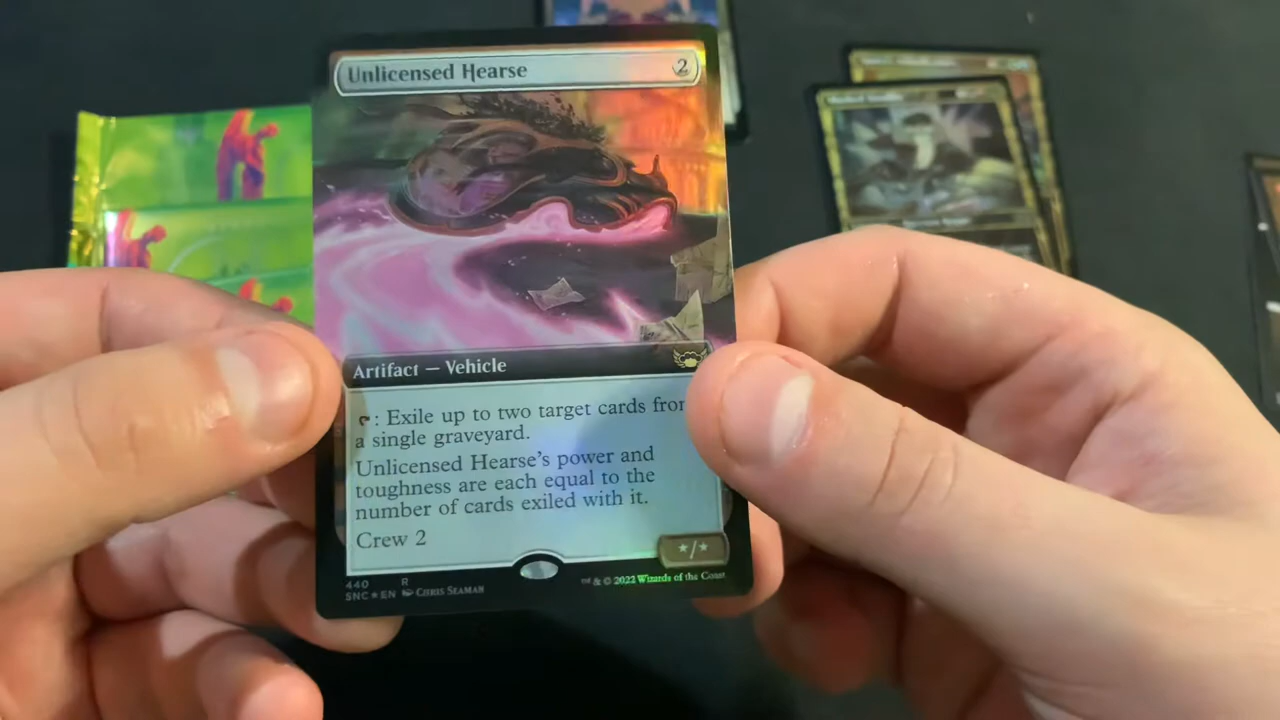 Unlicensed Hearse 2
Artifact — Vehicle
: Exile up to two target cards from
a single graveyard.
Unlicensed Hearse's power and
toughness are each equal to the
number of cards exiled with it.
Crew 2
*/*
440 R
SNC ★ EN Chris Seaman
™ & © 2022 Wizards of the Coast